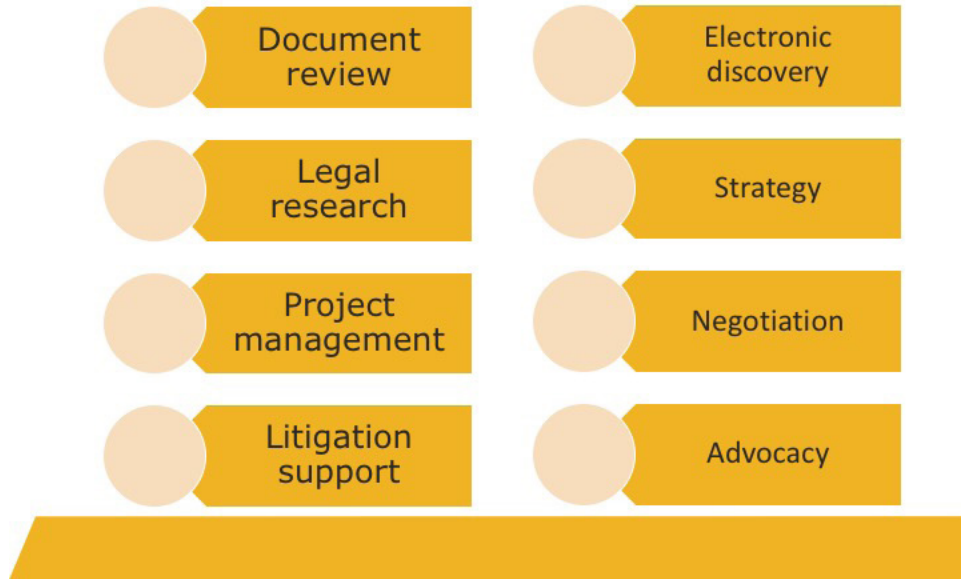 Document
review
Legal
research
Project
management
Litigation
support
Electronic
discovery
Strategy
Negotiation
Advocacy